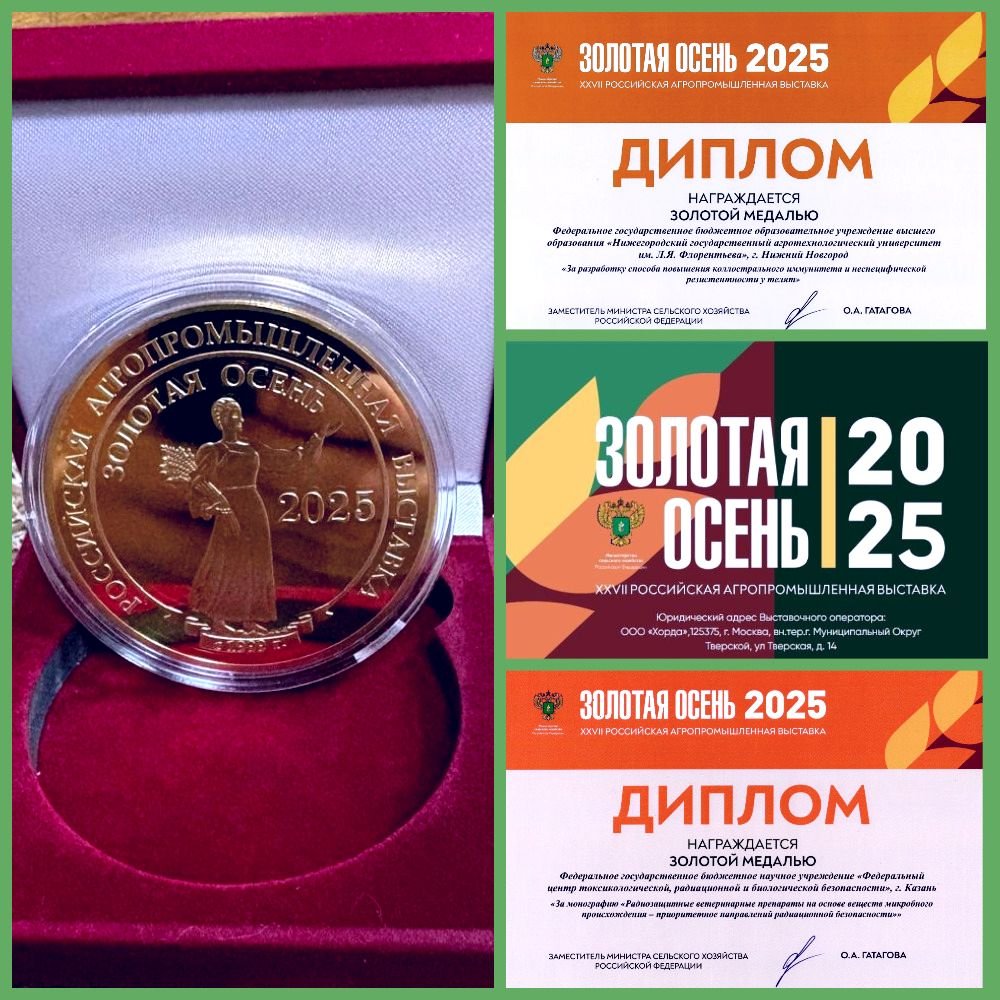 РОССИЙСКАЯ АГРОПРОМЫШЛЕННАЯ ВЫСТАВКА
ЗОЛОТАЯ ОСЕНЬ
2025
ЗОЛОТАЯ ОСЕНЬ 2025
XXVII РОССИЙСКАЯ АГРОПРОМЫШЛЕННАЯ ВЫСТАВКА
ДИПЛОМ
НАГРАЖДАЕТСЯ
ЗОЛОТОЙ МЕДАЛЬЮ
Федеральное государственное бюджетное образовательное учреждение высшего
образования «Нижегородский государственный агротехнологический университет
им. Л.Я. Флорентьева», г. Нижний Новгород
«За разработку способа повышения коллострального иммунитета и неспецифической
резистентности у телят»
ЗАМЕСТИТЕЛЬ МИНИСТРА СЕЛЬСКОГО ХОЗЯЙСТВА
РОССИЙСКОЙ ФЕДЕРАЦИИ
О.А. ГАТАГОВА
ЗОЛОТАЯ 20
ОСЕНЬ 25
Министерство
сельского хозяйства
Российской Федерации
XXVII РОССИЙСКАЯ АГРОПРОМЫШЛЕННАЯ ВЫСТАВКА
Юридический адрес Выставочного оператора:
ООО «Хорда»,125375, г. Москва, вн.тер.г. Муниципальный Округ
Тверской, ул Тверская, д. 14
ЗОЛОТАЯ ОСЕНЬ 2025
XXVII РОССИЙСКАЯ АГРОПРОМЫШЛЕННАЯ ВЫСТАВКА
ДИПЛОМ
НАГРАЖДАЕТСЯ
ЗОЛОТОЙ МЕДАЛЬЮ
Федеральное государственное бюджетное научное учреждение «Федеральный
центр токсикологической, радиационной и биологической безопасности», г. Казань
«За монографию «Радиозащитные ветеринарные препараты на основе веществ микробного
происхождения – приоритетное направлений радиационной безопасности»»
ЗАМЕСТИТЕЛЬ МИНИСТРА СЕЛЬСКОГО ХОЗЯЙСТВА
РОССИЙСКОЙ ФЕДЕРАЦИИ
О.А. ГАТАГОВА